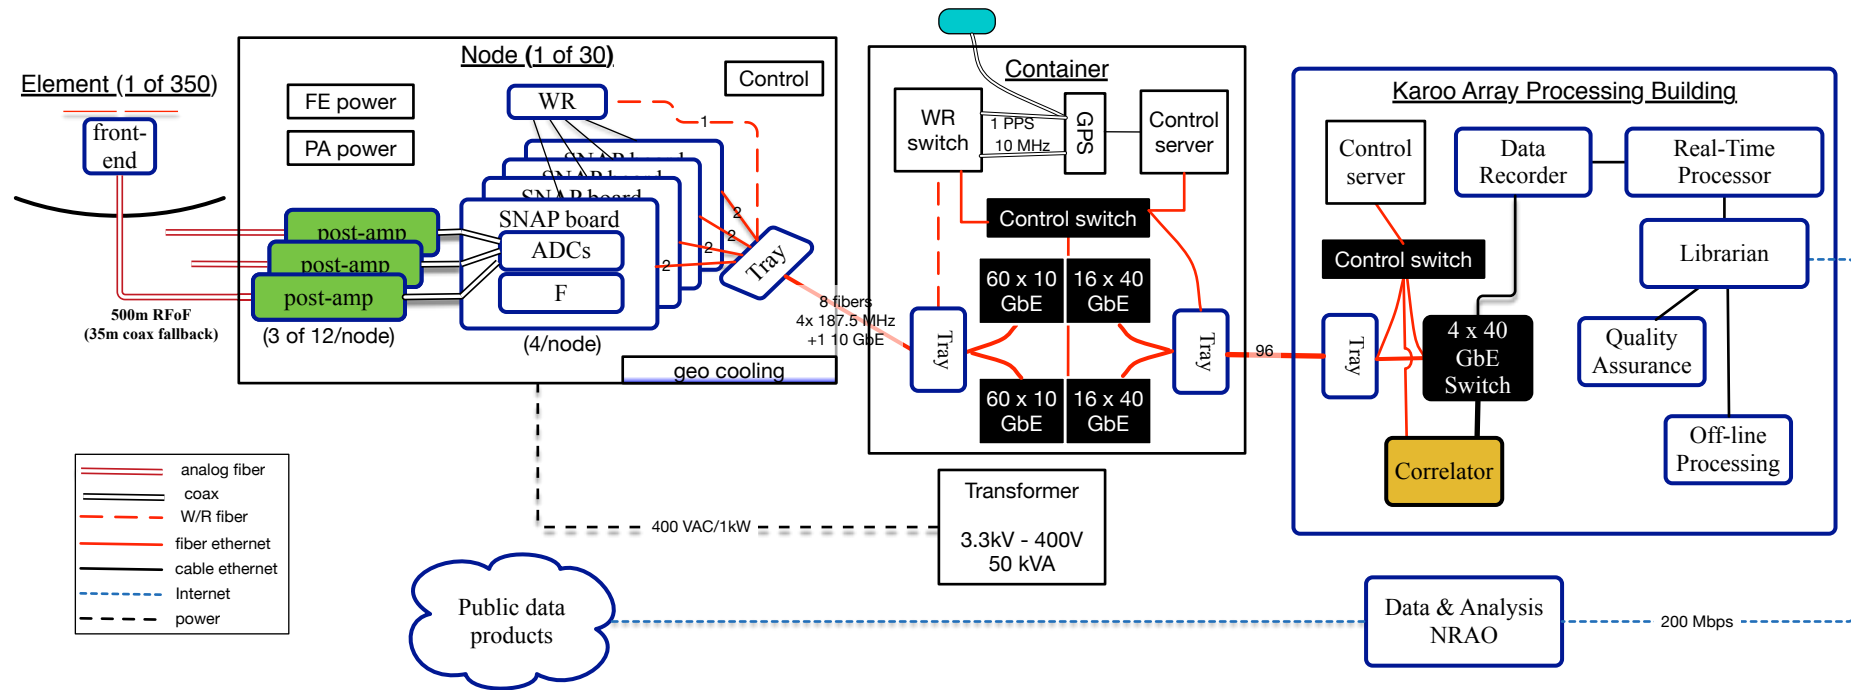 Element (1 of 350)
front-
end
500m RFoF
(35m coax fallback)
Node (1 of 30)
FE power
PA power
WR
Control
1
SNAP board
SNAP board
SNAP board
SNAP board
ADCs
F
post-amp
post-amp
post-amp
(3 of 12/node)
(4/node)
2
2
2
2
Tray
geo cooling
8 fibers
4x 187.5 MHz
+1 10 GbE
Container
WR
switch
1 PPS
10 MHz
GPS
Control
server
Control switch
60 x 10
GbE
16 x 40
GbE
60 x 10
GbE
16 x 40
GbE
Tray
Tray
96
Karoo Array Processing Building
Control
server
Data
Recorder
Real-Time
Processor
Control switch
Librarian
Tray
4 x 40
GbE
Switch
Quality
Assurance
Correlator
Off-line
Processing
analog fiber
coax
W/R fiber
fiber ethernet
cable ethernet
Internet
power
400 VAC/1kW
Transformer
3.3kV - 400V
50 kVA
Public data
products
Data & Analysis
NRAO
200 Mbps